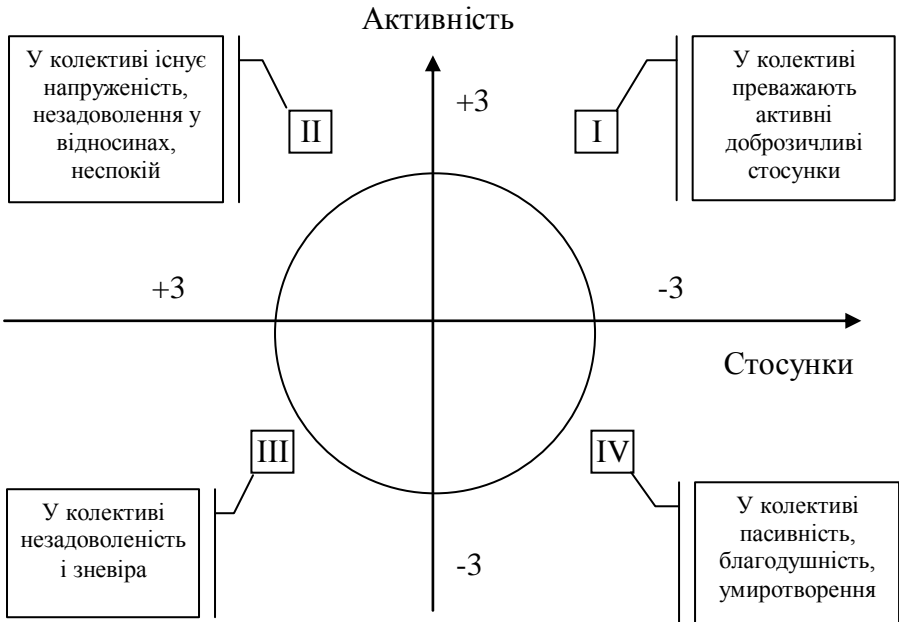 Активність
У колективі існує
напруженість,
незадоволення у
відносинах,
неспокій
II
+3
I
У колективі
преважають
активні
доброзичливі
стосунки
+3
-3
Стосунки
III
IV
У колективі
незадоволеність
і зневіра
-3
У колективі
пасивність,
благодушність,
умиротворення